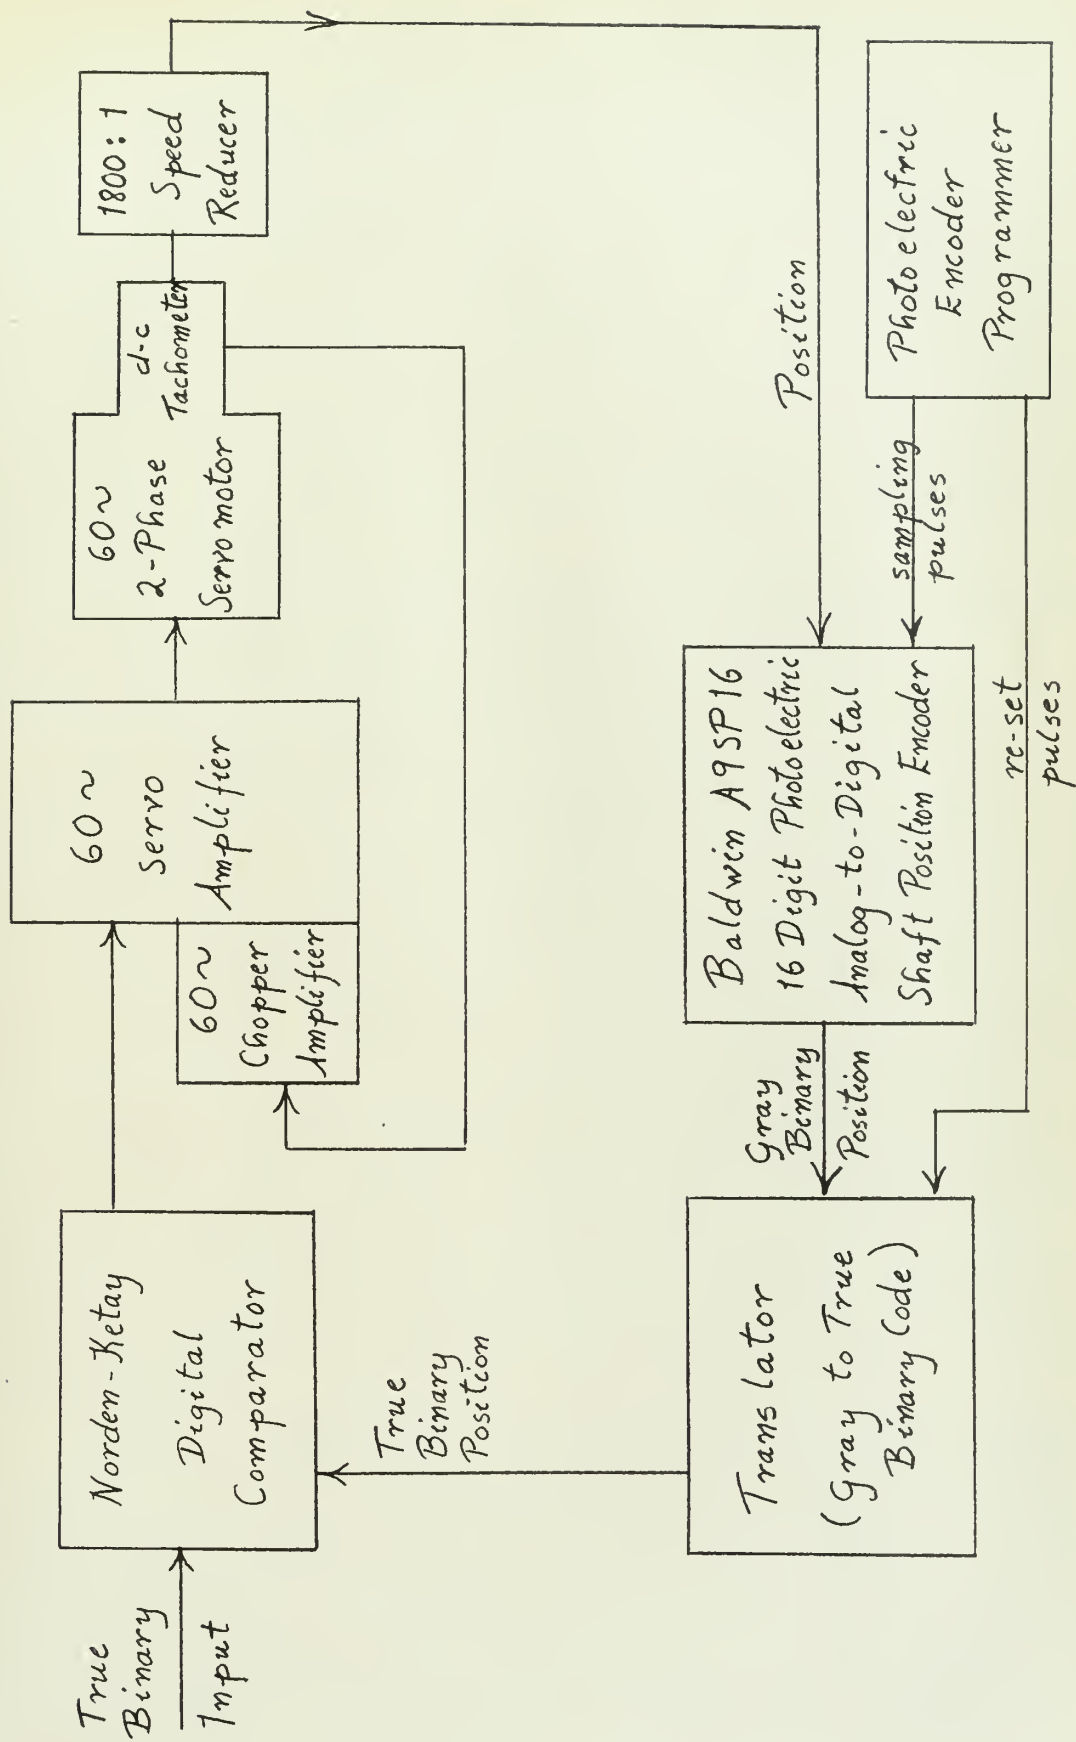 True
Binary
Input
Norden-Ketay
Digital
Comparator
60~
Servo
Amplifier
60~
Chopper
Amplifier
60~
2-Phase
Servomotor
d-c
Tachometer
1800:1
Speed
Reducer
True
Binary
Position
Position
Translator
(Gray to True
Binary Code)
Gray
Binary
Position
Baldwin A9SP16
16 Digit Photoelectric
Analog-to-Digital
Shaft Position Encoder
sampling
pulses
re-set
pulses
Photoelectric
Encoder
Programmer